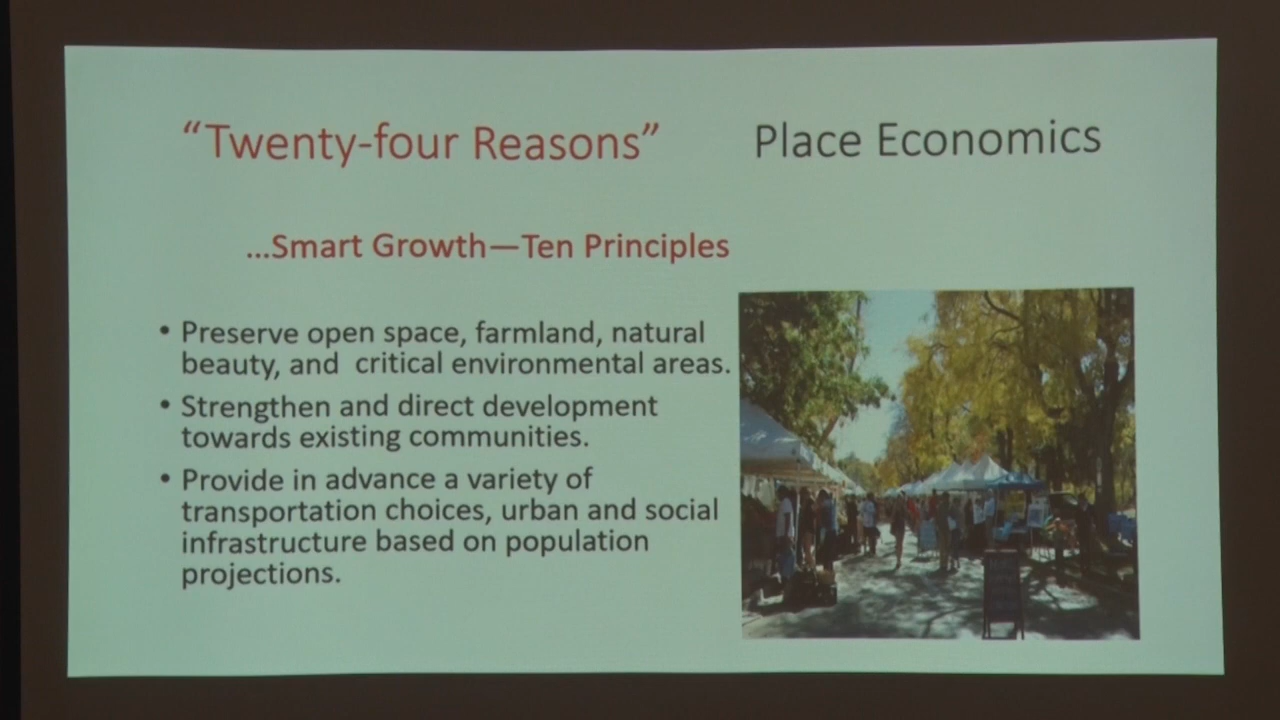 “Twenty-four Reasons” Place Economics
...Smart Growth—Ten Principles
• Preserve open space, farmland, natural
beauty, and critical environmental areas.
• Strengthen and direct development
towards existing communities.
• Provide in advance a variety of
transportation choices, urban and social
infrastructure based on population
projections.